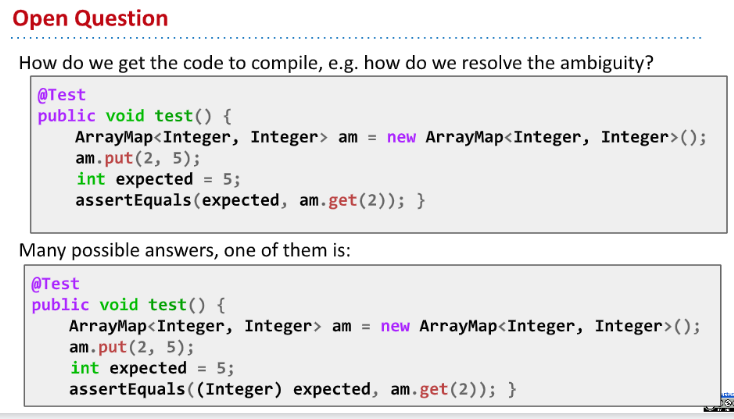 Open Question
How do we get the code to compile, e.g. how do we resolve the ambiguity?
@Test
public void test() {
    ArrayMap<Integer, Integer> am = new ArrayMap<Integer, Integer>();
    am.put(2, 5);
    int expected = 5;
    assertEquals(expected, am.get(2)); }
Many possible answers, one of them is:
@Test
public void test() {
    ArrayMap<Integer, Integer> am = new ArrayMap<Integer, Integer>();
    am.put(2, 5);
    int expected = 5;
    assertEquals((Integer) expected, am.get(2)); }